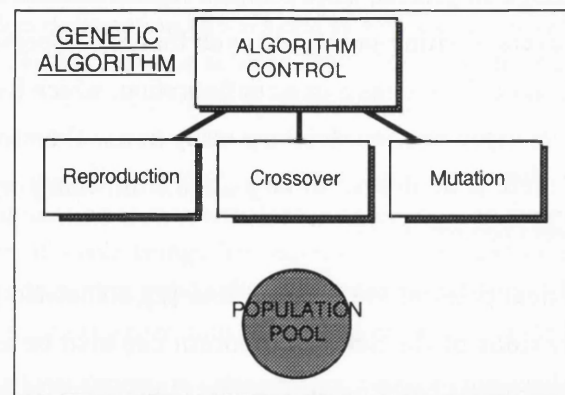 GENETIC
ALGORITHM
ALGORITHM
CONTROL
Reproduction
Crossover
Mutation
POPULATION
POOL